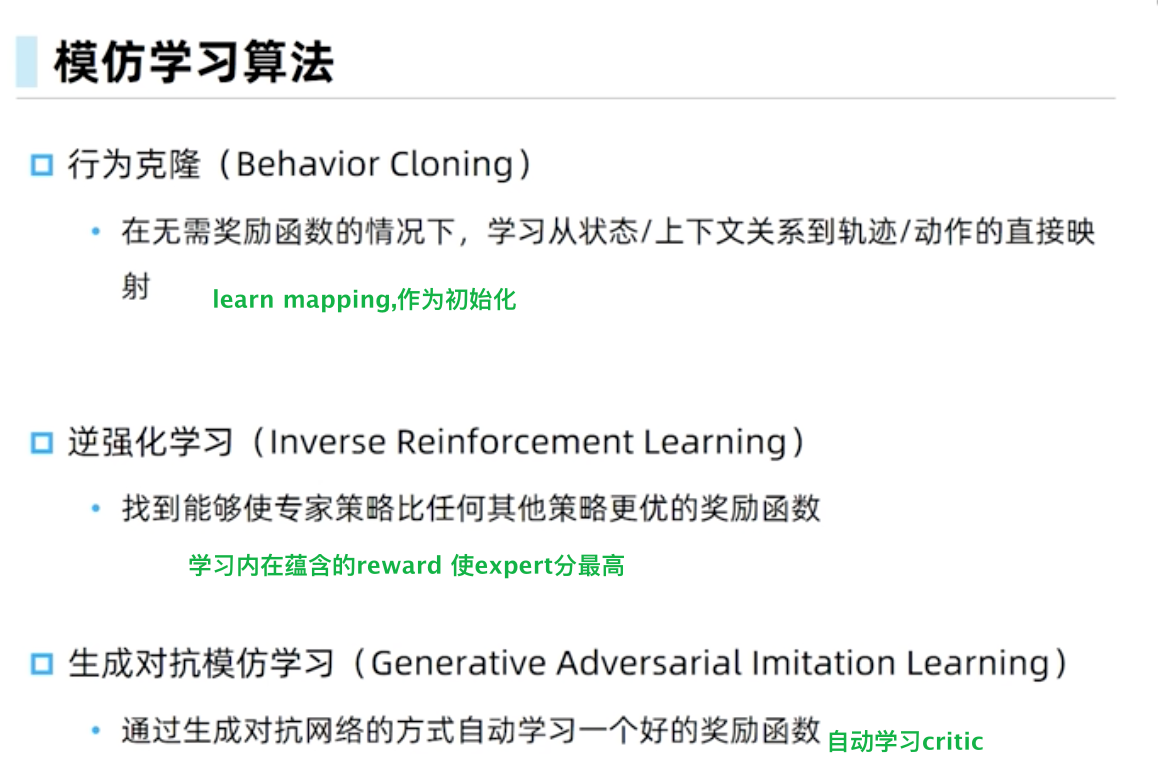 模仿学习算法
行为克隆（Behavior Cloning）
在无需奖励函数的情况下，学习从状态/上下文关系到轨迹/动作的直接映
射
learn mapping,作为初始化
逆强化学习（Inverse Reinforcement Learning）
找到能够使专家策略比任何其他策略更优的奖励函数
学习内在蕴含的reward 使expert分最高
生成对抗模仿学习（Generative Adversarial Imitation Learning）
通过生成对抗网络的方式自动学习一个好的奖励函数 自动学习critic